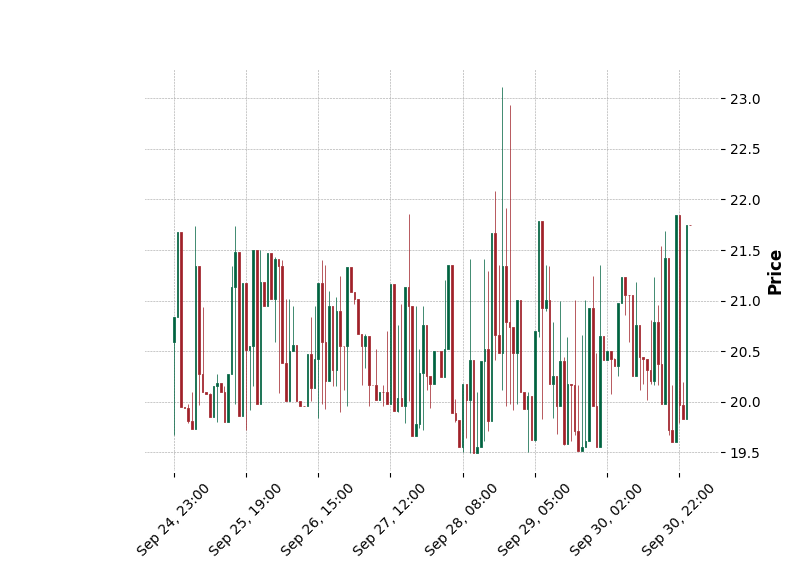 23.0
22.5
22.0
21.5
21.0
20.5
20.0
19.5
Price
Sep 24, 23:00
Sep 25, 19:00
Sep 26, 15:00
Sep 27, 12:00
Sep 28, 08:00
Sep 29, 05:00
Sep 30, 02:00
Sep 30, 22:00